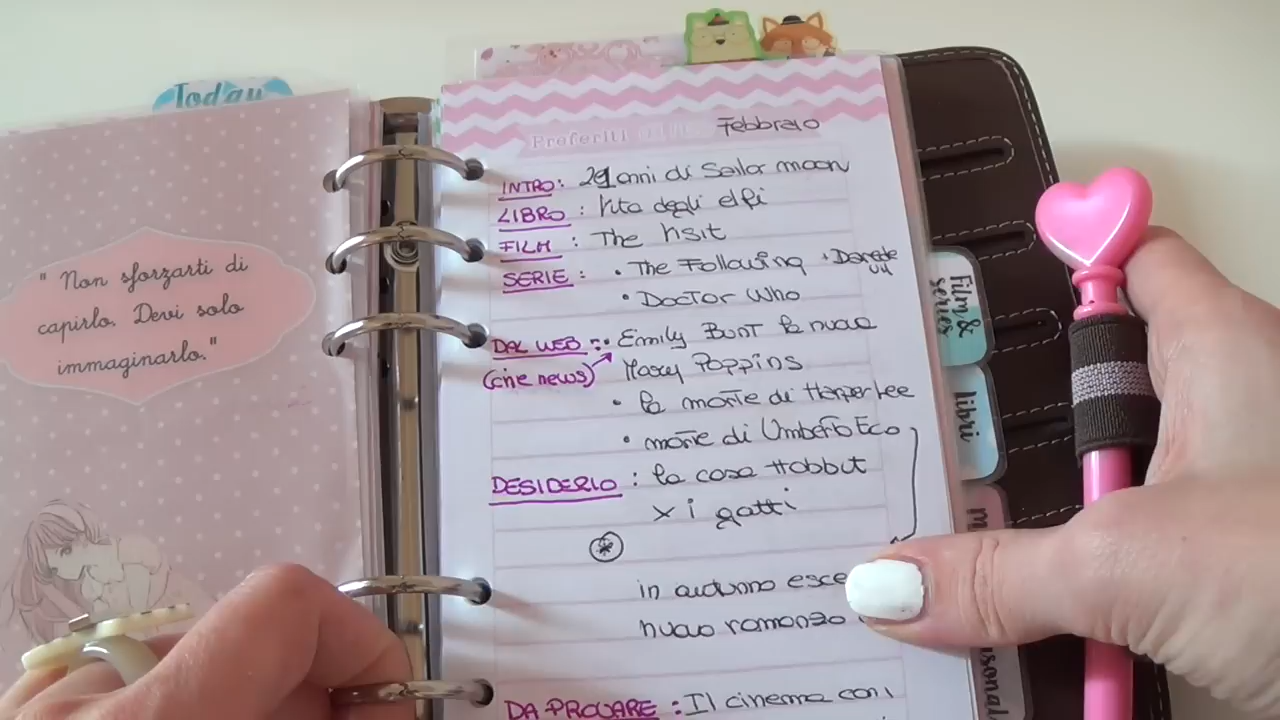 Today
" Non sforzarti di
capirlo. Devi solo
immaginarlo."
Preferiti
Febbraio
INTRO: 29 anni di Sailor moon
LIBRO : Vita degli elfi
FILM : The Visit
SERIE : • The Following
• Doctor Who
DAL WEB :• Emily Blunt la nuova
(cine news) Mary Poppins
• la morte di Harper Lee
• morte di Umberto Eco
DESIDERIO : la casa Hobbit
x i gatti
in autunno esce
nuovo romanzo
DA PROVARE : Il cinema con i
Film &
series
libri